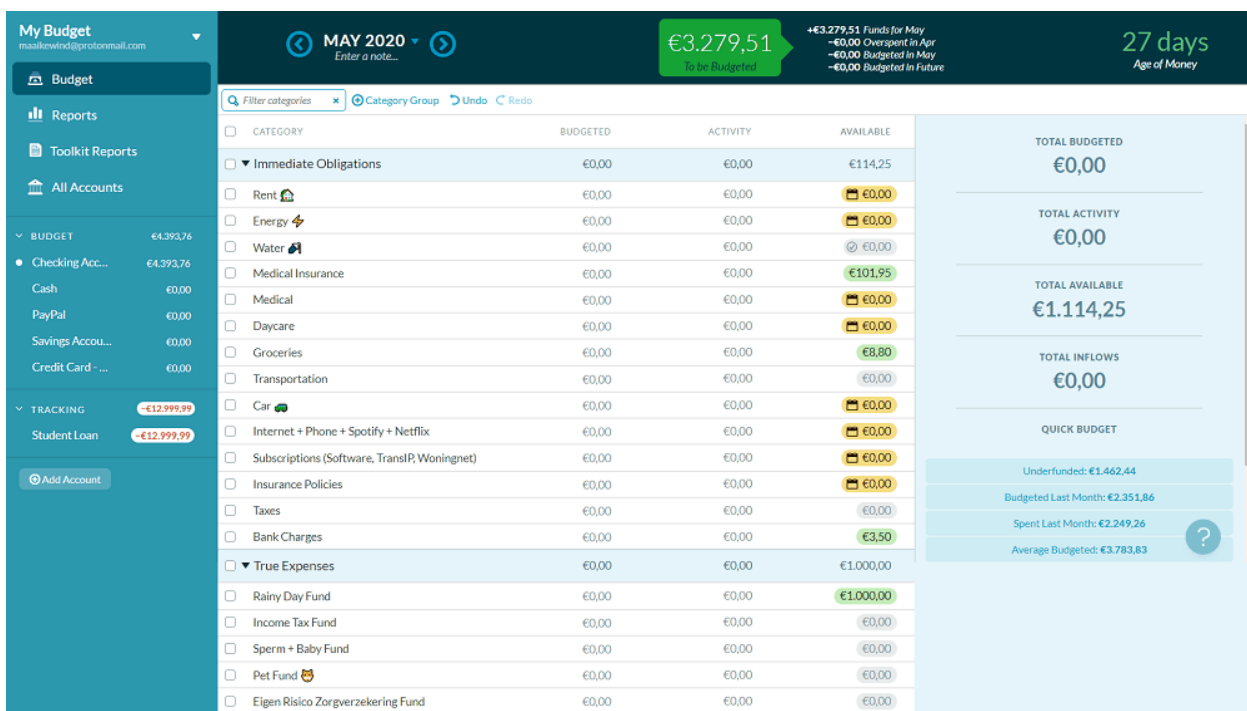 My Budget
maaikewind@protonmail.com
Budget
Reports
Toolkit Reports
All Accounts
BUDGET €4.393,76
Checking Acc... €4.393,76
Cash €0,00
PayPal €0,00
Savings Accou... €0,00
Credit Card - ... €0,00
TRACKING -€12.999,99
Student Loan -€12.999,99
Add Account
MAY 2020
Enter a note...
€3.279,51
To be Budgeted
+€3.279,51 Funds for May
-€0,00 Overspent in Apr
-€0,00 Budgeted in May
-€0,00 Budgeted in Future
27 days
Age of Money
Filter categories × Category Group Undo Redo
CATEGORY BUDGETED ACTIVITY AVAILABLE
Immediate Obligations €0,00 €0,00 €114,25
Rent €0,00 €0,00 €0,00
Energy €0,00 €0,00 €0,00
Water €0,00 €0,00 €0,00
Medical Insurance €0,00 €0,00 €101,95
Medical €0,00 €0,00 €0,00
Daycare €0,00 €0,00 €0,00
Groceries €0,00 €0,00 €8,80
Transportation €0,00 €0,00 €0,00
Car €0,00 €0,00 €0,00
Internet + Phone + Spotify + Netflix €0,00 €0,00 €0,00
Subscriptions (Software, TransIP, Woningnet) €0,00 €0,00 €0,00
Insurance Policies €0,00 €0,00 €0,00
Taxes €0,00 €0,00 €0,00
Bank Charges €0,00 €0,00 €3,50
True Expenses €0,00 €0,00 €1.000,00
Rainy Day Fund €0,00 €0,00 €1.000,00
Income Tax Fund €0,00 €0,00 €0,00
Sperm + Baby Fund €0,00 €0,00 €0,00
Pet Fund €0,00 €0,00 €0,00
Eigen Risico Zorgverzekering Fund €0,00 €0,00 €0,00
TOTAL BUDGETED
€0,00
TOTAL ACTIVITY
€0,00
TOTAL AVAILABLE
€1.114,25
TOTAL INFLOWS
€0,00
QUICK BUDGET
Underfunded: €1.462,44
Budgeted Last Month: €2.351,86
Spent Last Month: €2.249,26
Average Budgeted: €3.783,83
?